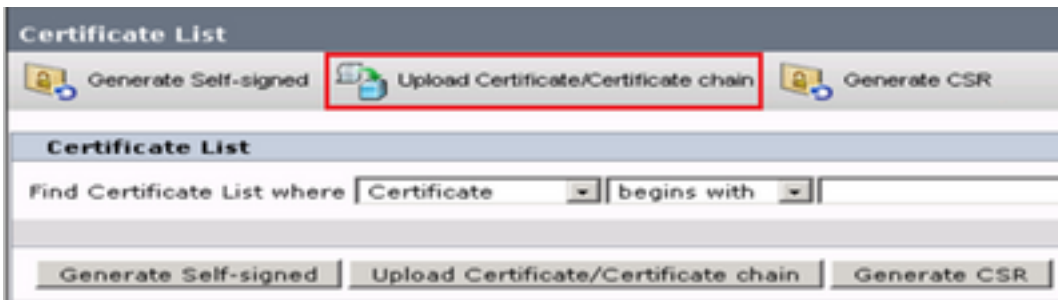 Certificate List
Generate Self-signed Upload Certificate/Certificate chain Generate CSR
Certificate List
Find Certificate List where Certificate begins with
Generate Self-signed Upload Certificate/Certificate chain Generate CSR